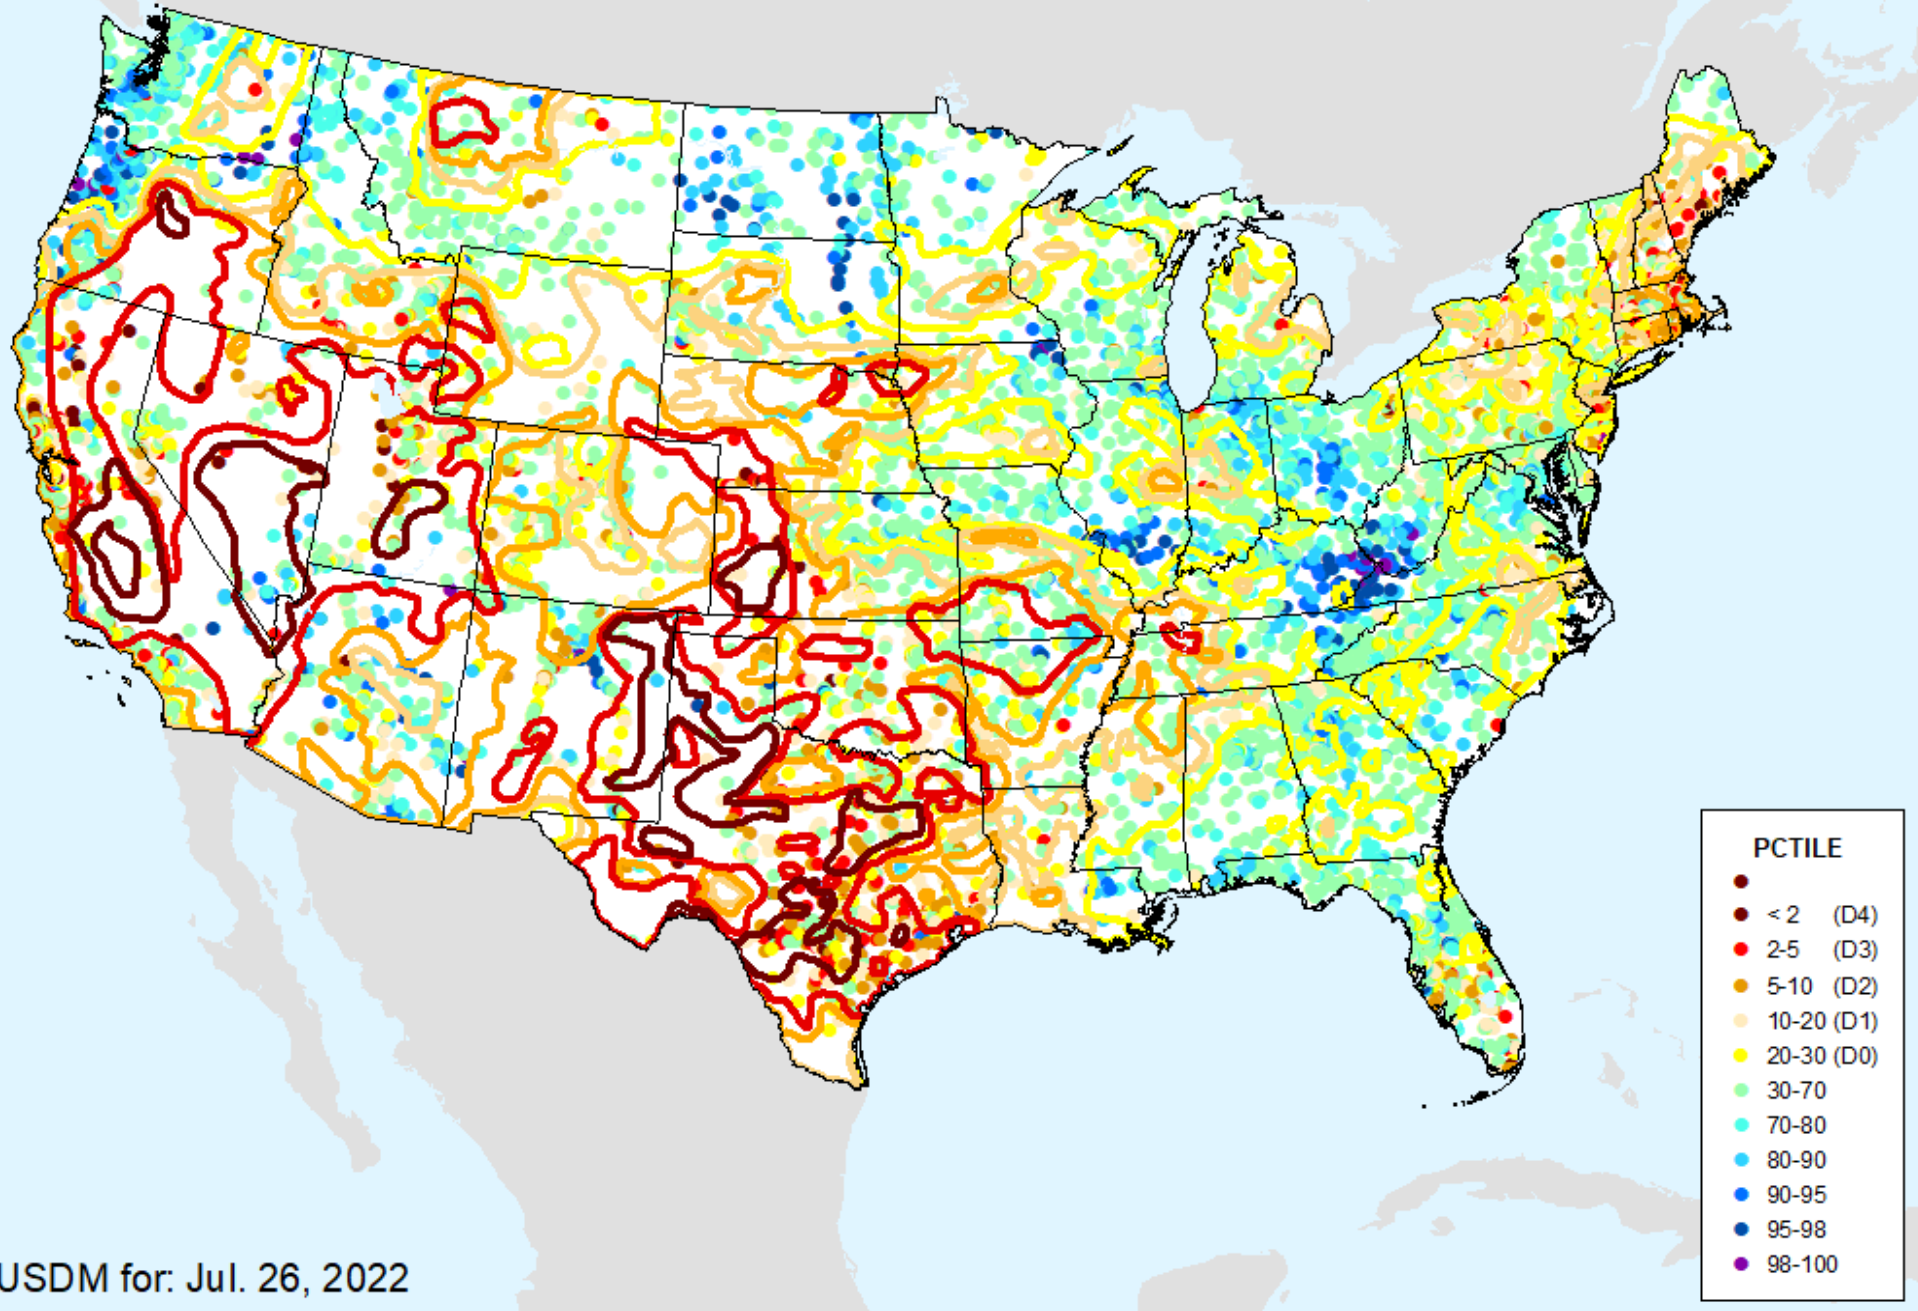 PCTILE
< 2 (D4)
2-5 (D3)
5-10 (D2)
10-20 (D1)
20-30 (D0)
30-70
70-80
80-90
90-95
95-98
98-100
USDM for: Jul. 26, 2022